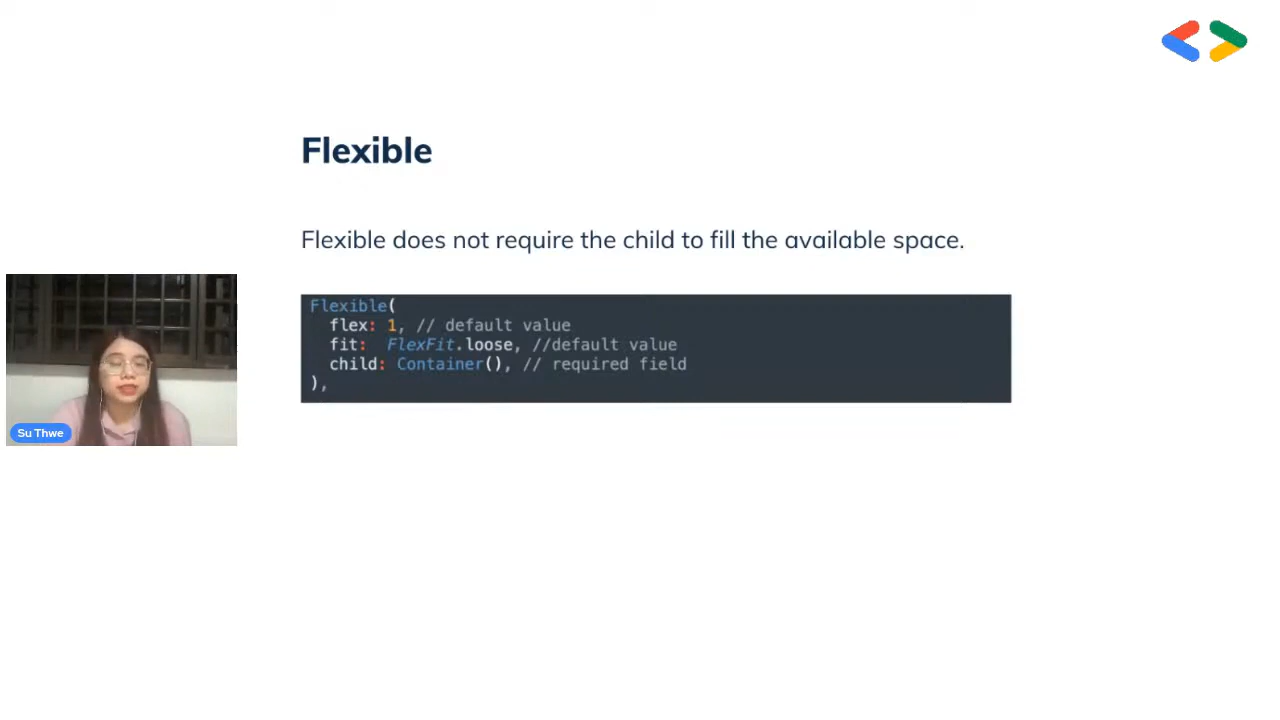 Flexible
Flexible does not require the child to fill the available space.
Flexible(
  flex: 1, // default value
  fit:  FlexFit.loose, //default value
  child: Container(), // required field
),
Su Thwe